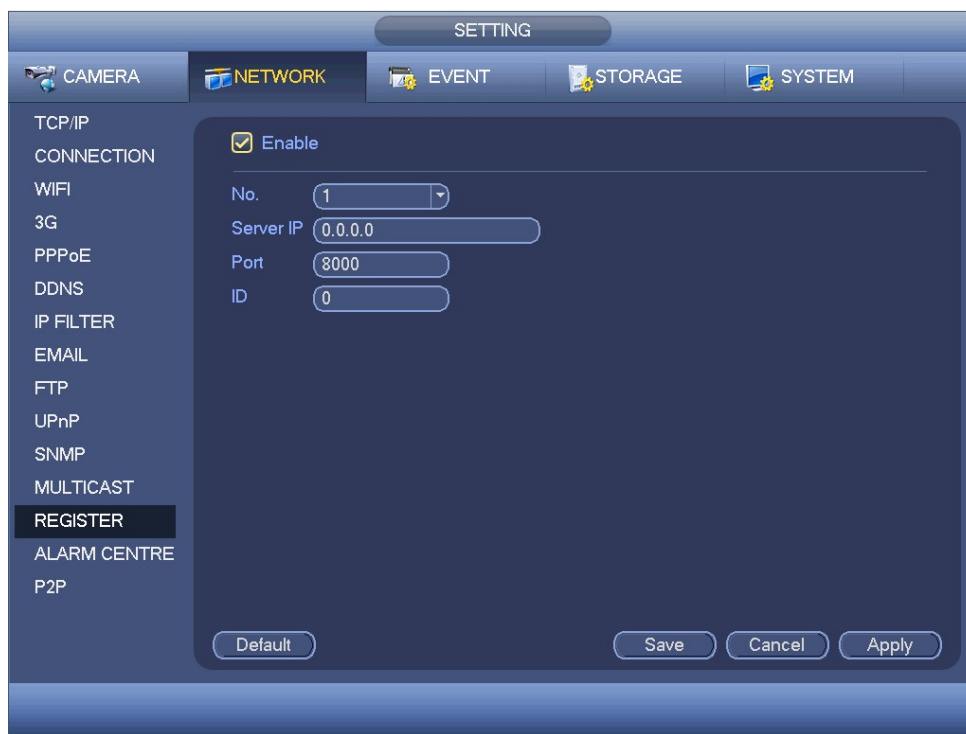 SETTING
CAMERA NETWORK EVENT STORAGE SYSTEM
TCP/IP
CONNECTION
WIFI
3G
PPPoE
DDNS
IP FILTER
EMAIL
FTP
UPnP
SNMP
MULTICAST
REGISTER
ALARM CENTRE
P2P
Enable
No. 1
Server IP 0.0.0.0
Port 8000
ID 0
Default Save Cancel Apply